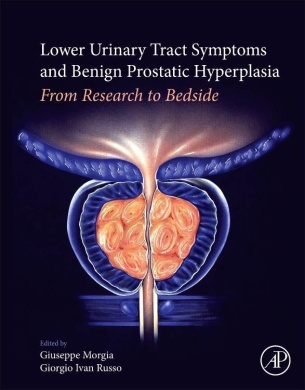 Lower Urinary Tract Symptoms
and Benign Prostatic Hyperplasia
From Research to Bedside
Edited by
Giuseppe Morgia
Giorgio Ivan Russo
AP